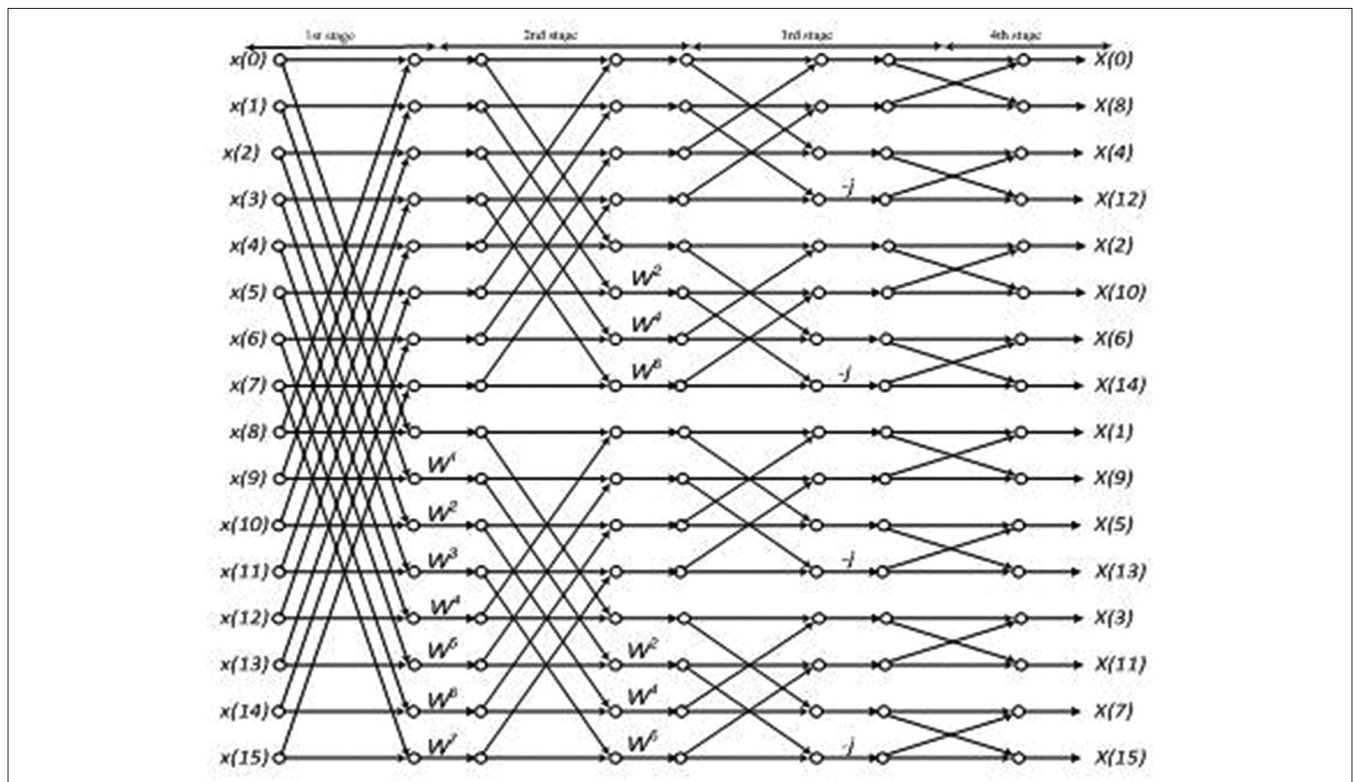 1st stage 2nd stage 3rd stage 4th stage
x(0) X(0)
x(1) X(8)
x(2) X(4)
x(3) -j X(12)
x(4) X(2)
x(5) W² X(10)
x(6) W⁴ X(6)
x(7) W⁶ -j X(14)
x(8) X(1)
x(9) W¹ X(9)
x(10) W² X(5)
x(11) W³ -j X(13)
x(12) W⁴ X(3)
x(13) W⁵ W² X(11)
x(14) W⁶ W⁴ X(7)
x(15) W⁷ W⁶ -j X(15)